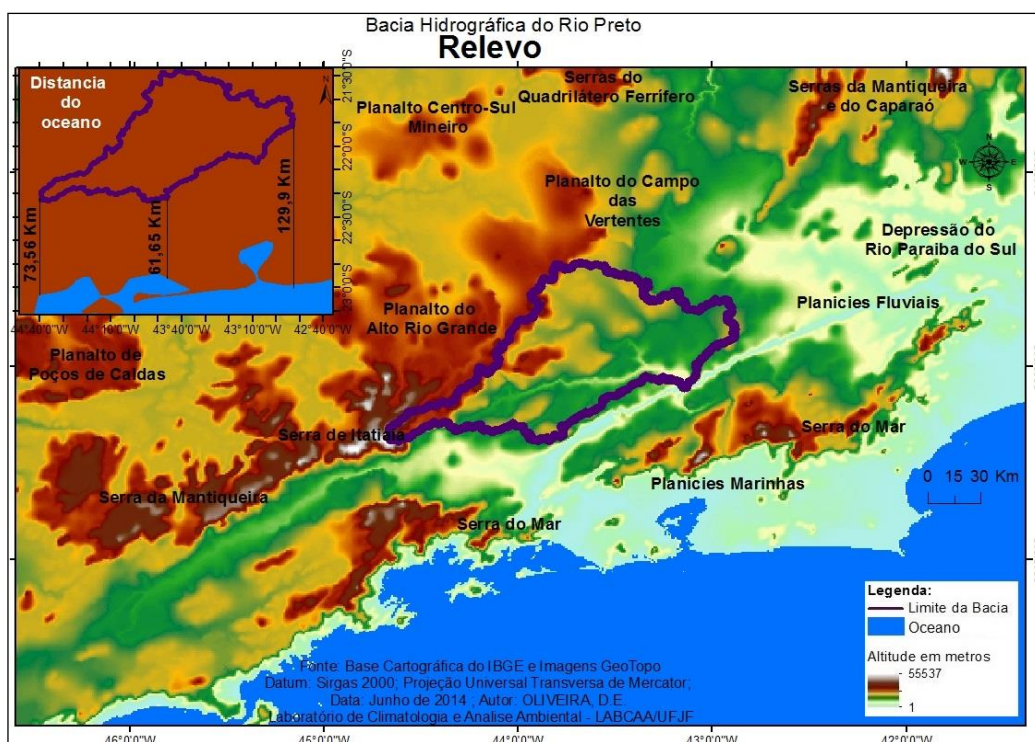 Bacia Hidrográfica do Rio Preto
Relevo
Distancia
do
oceano
N
73,56 Km
61,65 Km
129,9 Km
21°30'0"S
22°0'0"S
22°30'0"S
23°0'0"S
44°40'0"W
44°10'0"W
43°40'0"W
43°10'0"W
42°40'0"W
Planalto Centro-Sul
Mineiro
Serras do
Quadrilátero Ferrífero
Serras da Mantiqueira
e do Caparaó
N
W
E
S
Planalto do Campo
das
Vertentes
Depressão do
Rio Paraiba do Sul
Planicies Fluviais
Planalto do
Alto Rio Grande
Planalto de
Poços de Caldas
Serra de Itatiaia
Serra do Mar
0 15 30 Km
Serra da Mantiqueira
Planicies Marinhas
Serra do Mar
Legenda:
Limite da Bacia
Oceano
Altitude em metros
55537
1
Fonte: Base Cartográfica do IBGE e Imagens GeoTopo
Datum: Sirgas 2000; Projeção Universal Transversa de Mercator;
Data: Junho de 2014 ; Autor: OLIVEIRA, D.E.
Laboratório de Climatologia e Analise Ambiental - LABCAA/UFJF
46°0'0"W
45°0'0"W
44°0'0"W
43°0'0"W
42°0'0"W